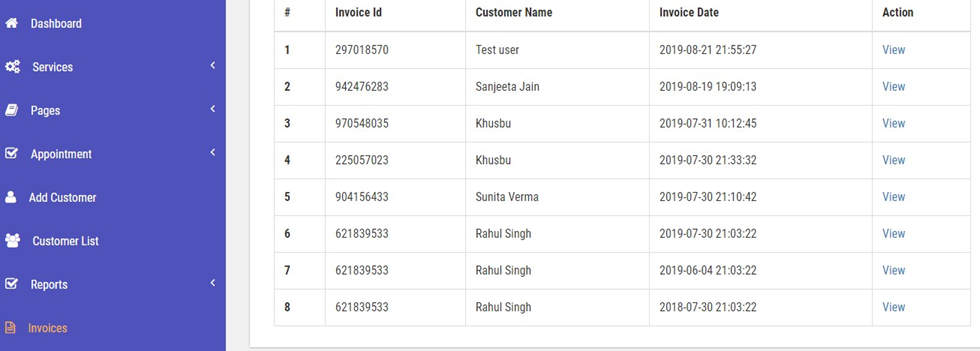 Dashboard
Services
Pages
Appointment
Add Customer
Customer List
Reports
Invoices
# Invoice Id Customer Name Invoice Date Action
1 297018570 Test user 2019-08-21 21:55:27 View
2 942476283 Sanjeeta Jain 2019-08-19 19:09:13 View
3 970548035 Khusbu 2019-07-31 10:12:45 View
4 225057023 Khusbu 2019-07-30 21:33:32 View
5 904156433 Sunita Verma 2019-07-30 21:10:42 View
6 621839533 Rahul Singh 2019-07-30 21:03:22 View
7 621839533 Rahul Singh 2019-06-04 21:03:22 View
8 621839533 Rahul Singh 2018-07-30 21:03:22 View